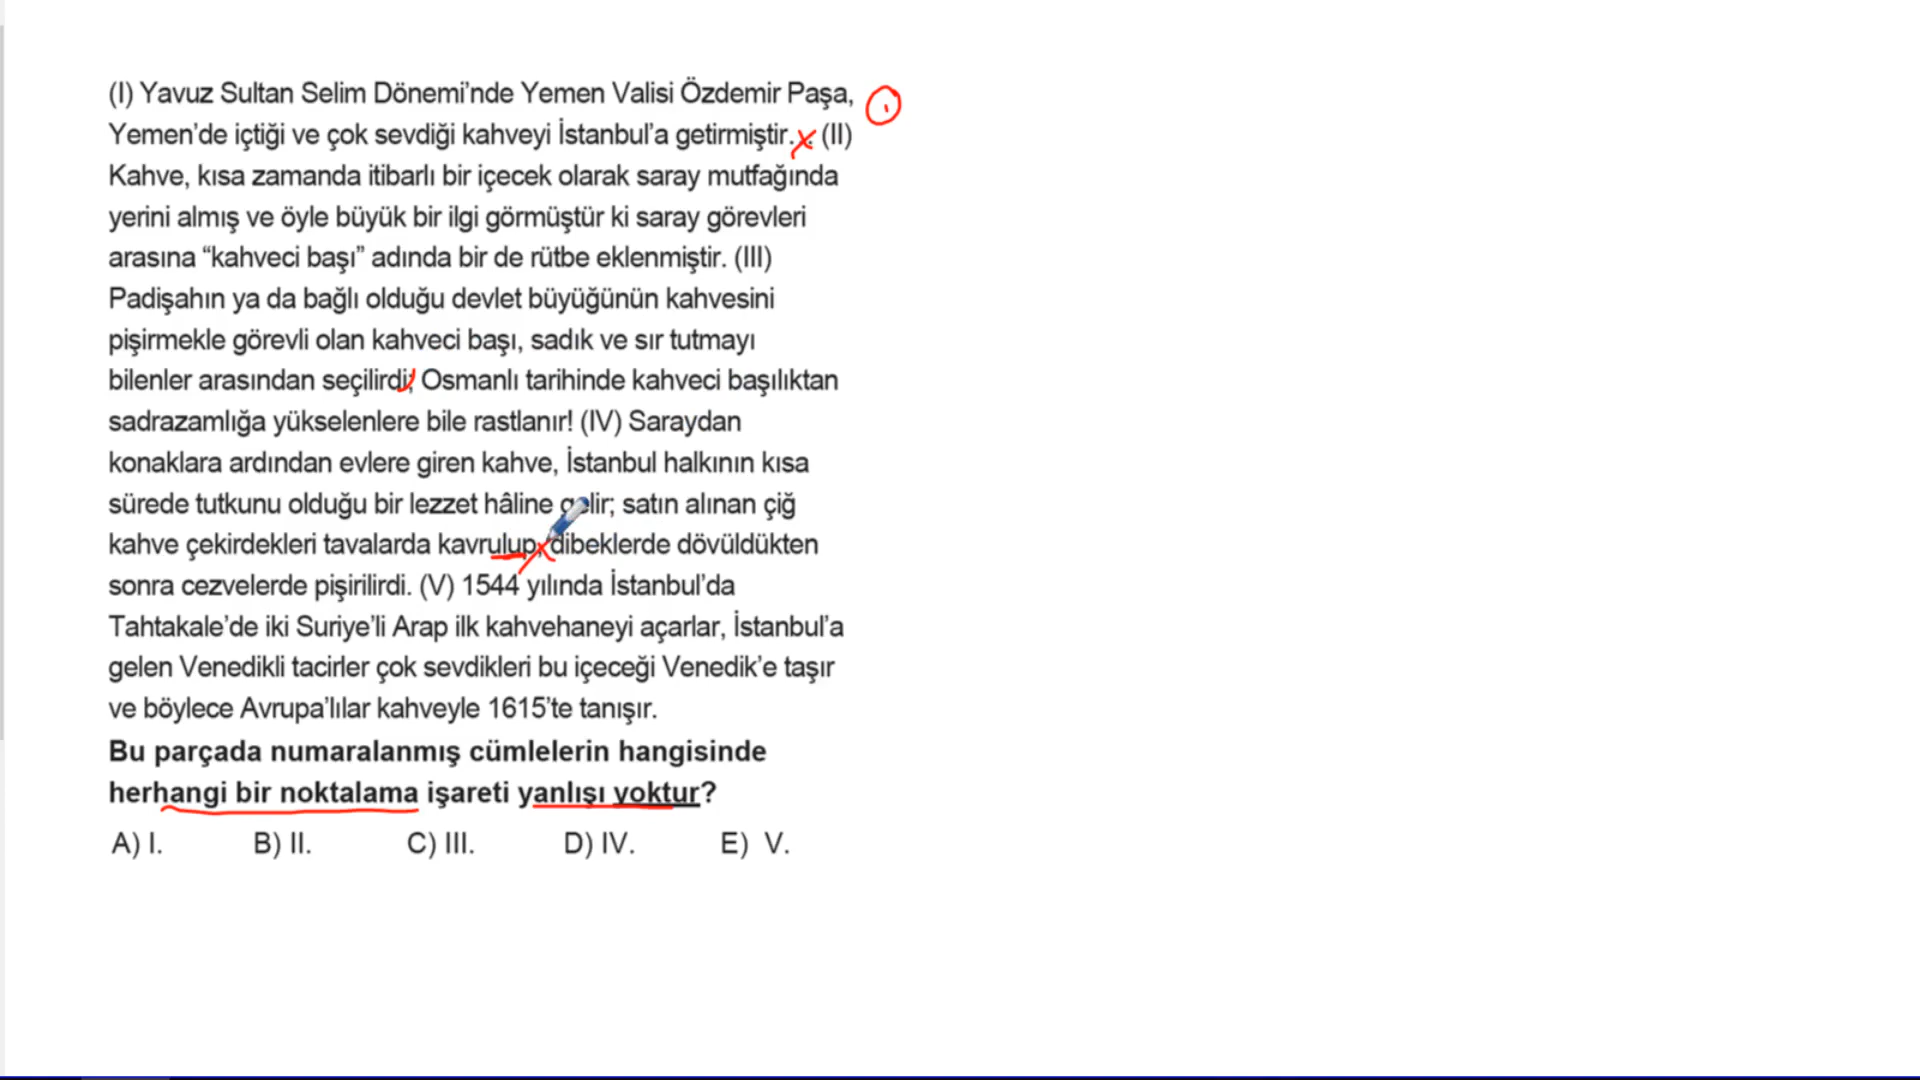 (I) Yavuz Sultan Selim Dönemi’nde Yemen Valisi Özdemir Paşa,
Yemen’de içtiği ve çok sevdiği kahveyi İstanbul’a getirmiştir. (II)
Kahve, kısa zamanda itibarlı bir içecek olarak saray mutfağında
yerini almış ve öyle büyük bir ilgi görmüştür ki saray görevleri
arasına “kahveci başı” adında bir de rütbe eklenmiştir. (III)
Padişahın ya da bağlı olduğu devlet büyüğünün kahvesini
pişirmekle görevli olan kahveci başı, sadık ve sır tutmayı
bilenler arasından seçilirdi; Osmanlı tarihinde kahveci başılıktan
sadrazamlığa yükselenlere bile rastlanır! (IV) Saraydan
konaklara ardından evlere giren kahve, İstanbul halkının kısa
sürede tutkunu olduğu bir lezzet hâline gelir; satın alınan çiğ
kahve çekirdekleri tavalarda kavrulup, dibeklerde dövüldükten
sonra cezvelerde pişirilirdi. (V) 1544 yılında İstanbul’da
Tahtakale’de iki Suriye’li Arap ilk kahvehaneyi açarlar, İstanbul’a
gelen Venedikli tacirler çok sevdikleri bu içeceği Venedik’e taşır
ve böylece Avrupa’lılar kahveyle 1615’te tanışır.
Bu parçada numaralanmış cümlelerin hangisinde
herhangi bir noktalama işareti yanlışı yoktur?
A) I. B) II. C) III. D) IV. E) V.